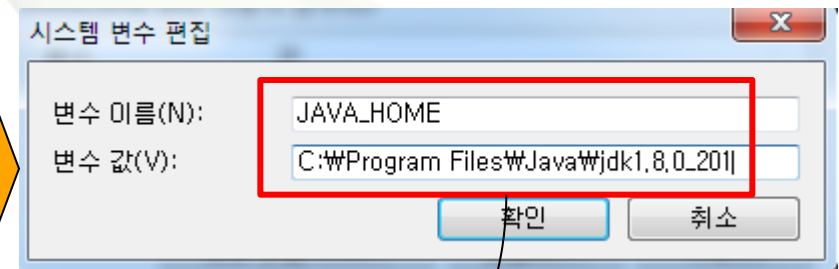 시스템 변수 편집
변수 이름(N): JAVA_HOME
변수 값(V): C:₩Program Files₩Java₩jdk1.8.0_201
확인 취소